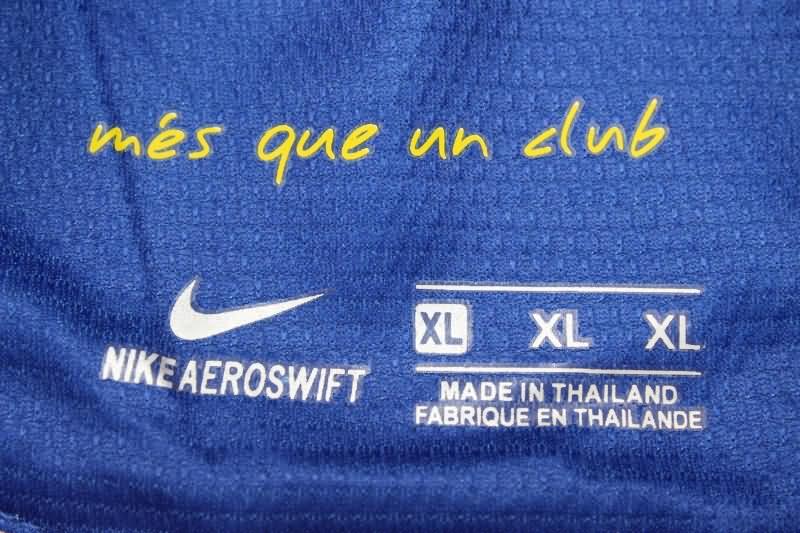 més que un club
NIKE AEROSWIFT
XL XL XL
MADE IN THAILAND
FABRIQUE EN THAILANDE